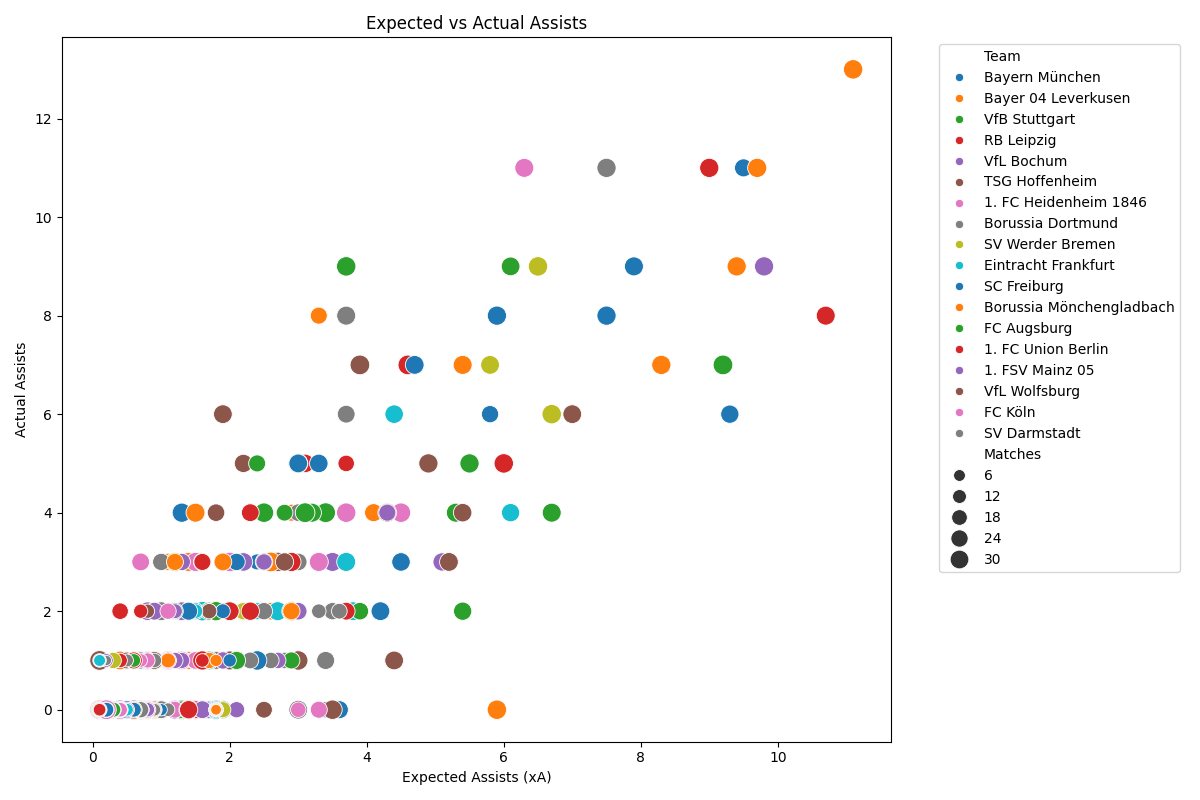 Expected vs Actual Assists
Actual Assists
12
10
8
6
4
2
0
0
2
4
6
8
10
Expected Assists (xA)
Team
Bayern München
Bayer 04 Leverkusen
VfB Stuttgart
RB Leipzig
VfL Bochum
TSG Hoffenheim
1. FC Heidenheim 1846
Borussia Dortmund
SV Werder Bremen
Eintracht Frankfurt
SC Freiburg
Borussia Mönchengladbach
FC Augsburg
1. FC Union Berlin
1. FSV Mainz 05
VfL Wolfsburg
FC Köln
SV Darmstadt
Matches
6
12
18
24
30